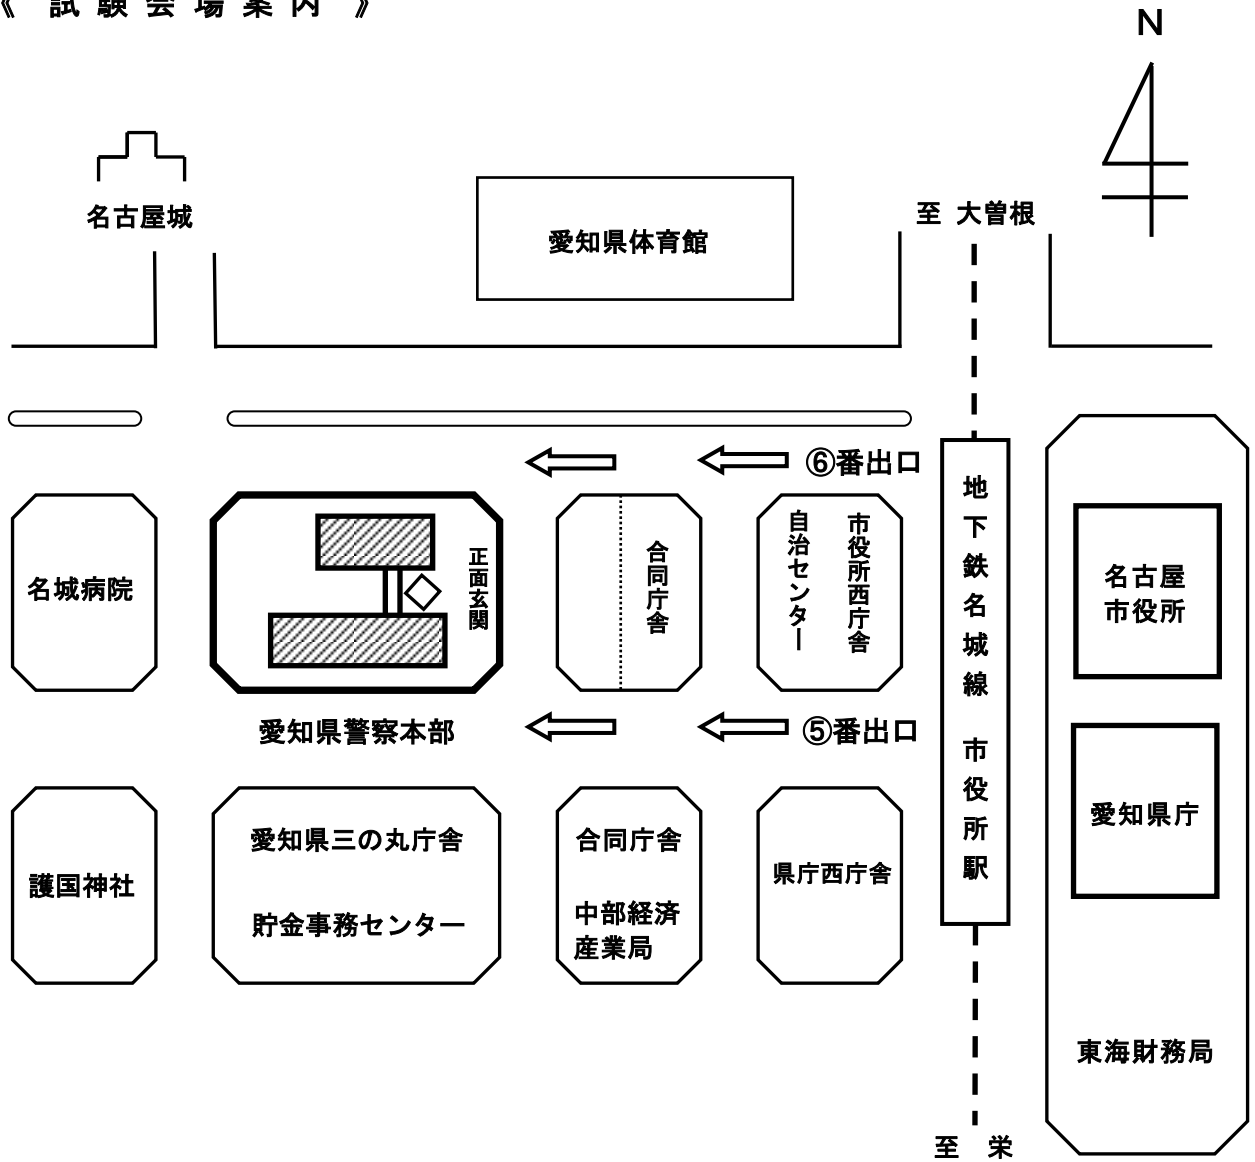 《 試験会場案内 》
N
名古屋城
愛知県体育館
至 大曽根
⑥番出口
名城病院
正面玄関
合同庁舎
自治センター
市役所西庁舎
地下鉄名城線 市役所駅
名古屋
市役所
愛知県警察本部
⑤番出口
愛知県庁
護国神社
愛知県三の丸庁舎
貯金事務センター
合同庁舎
中部経済
産業局
県庁西庁舎
東海財務局
至 栄